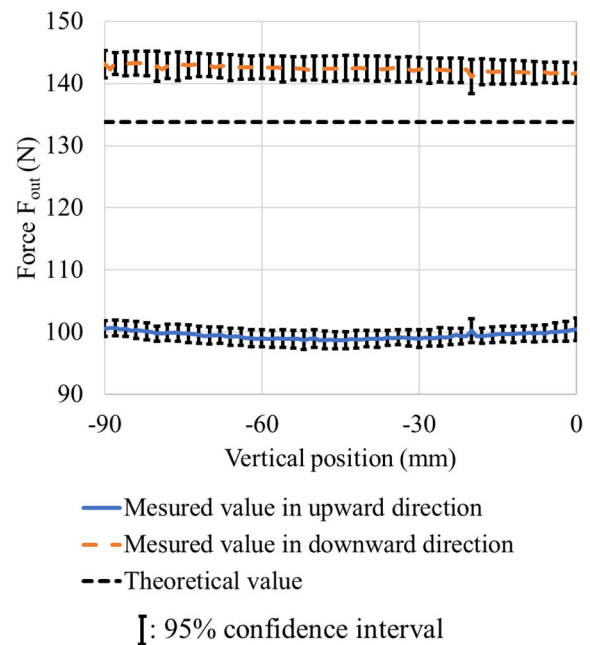 150
140
130
120
110
100
90
Force Fout (N)
-90 -60 -30 0
Vertical position (mm)
Mesured value in upward direction
Mesured value in downward direction
Theoretical value
: 95% confidence interval